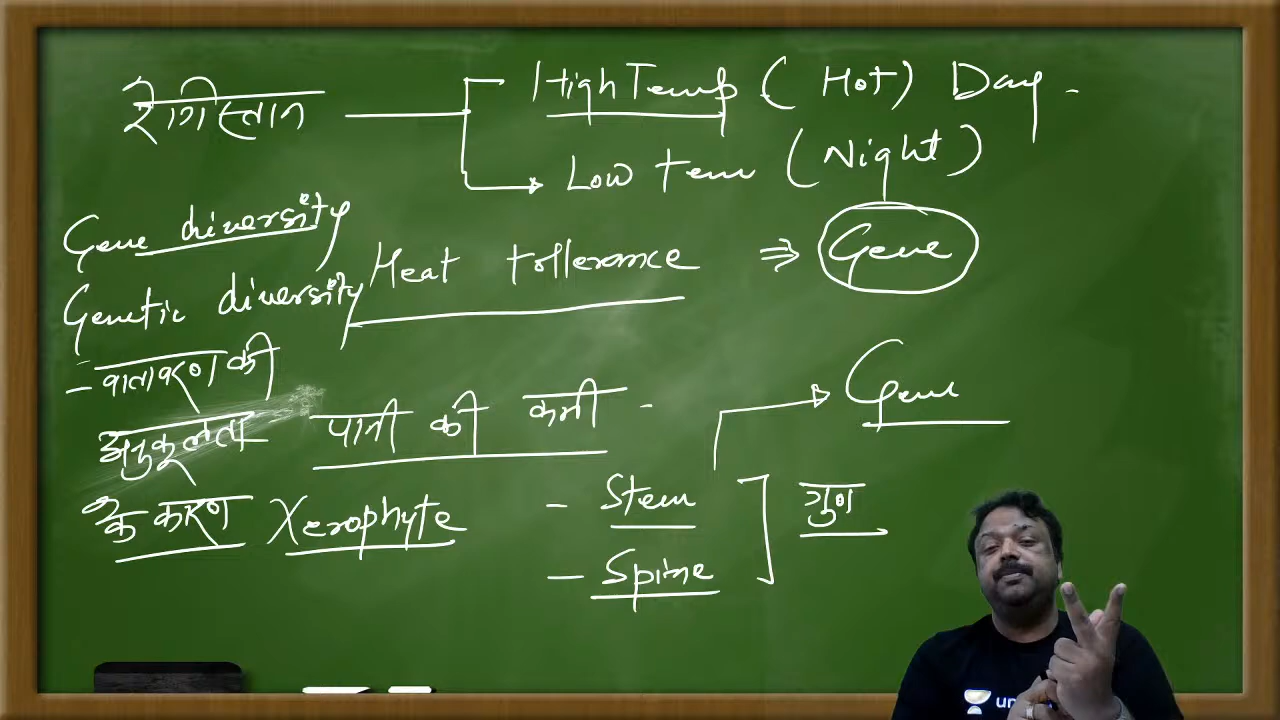 रेगिस्तान
High Temp (Hot) Day -
Low Tem (Night)
Gene diversity
Heat tollerance ⇒ Gene
Genetic diversity
= वातावरण की
अनुकूलता
के कारण
पानी की कमी -
Gene
Xerophyte
- Stem
- Spine
गुण
un